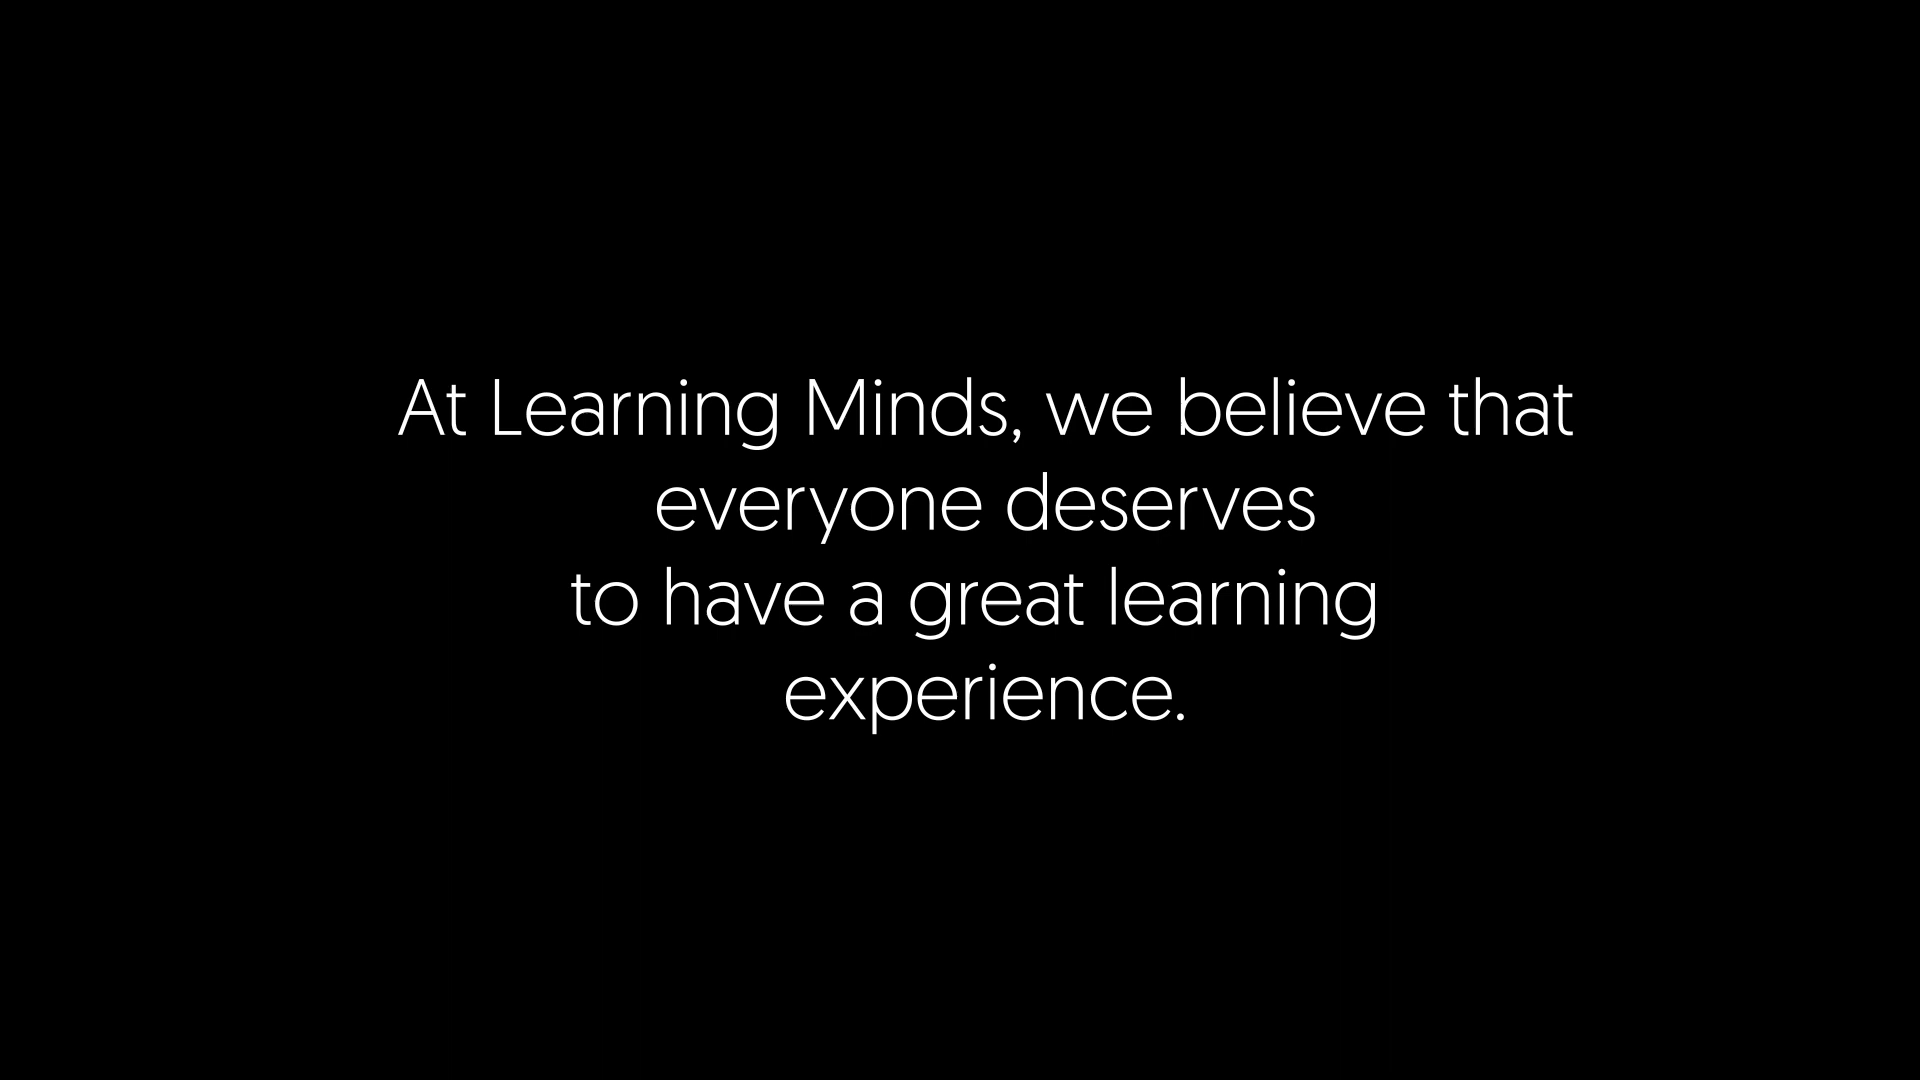 At Learning Minds, we believe that
everyone deserves
to have a great learning
experience.